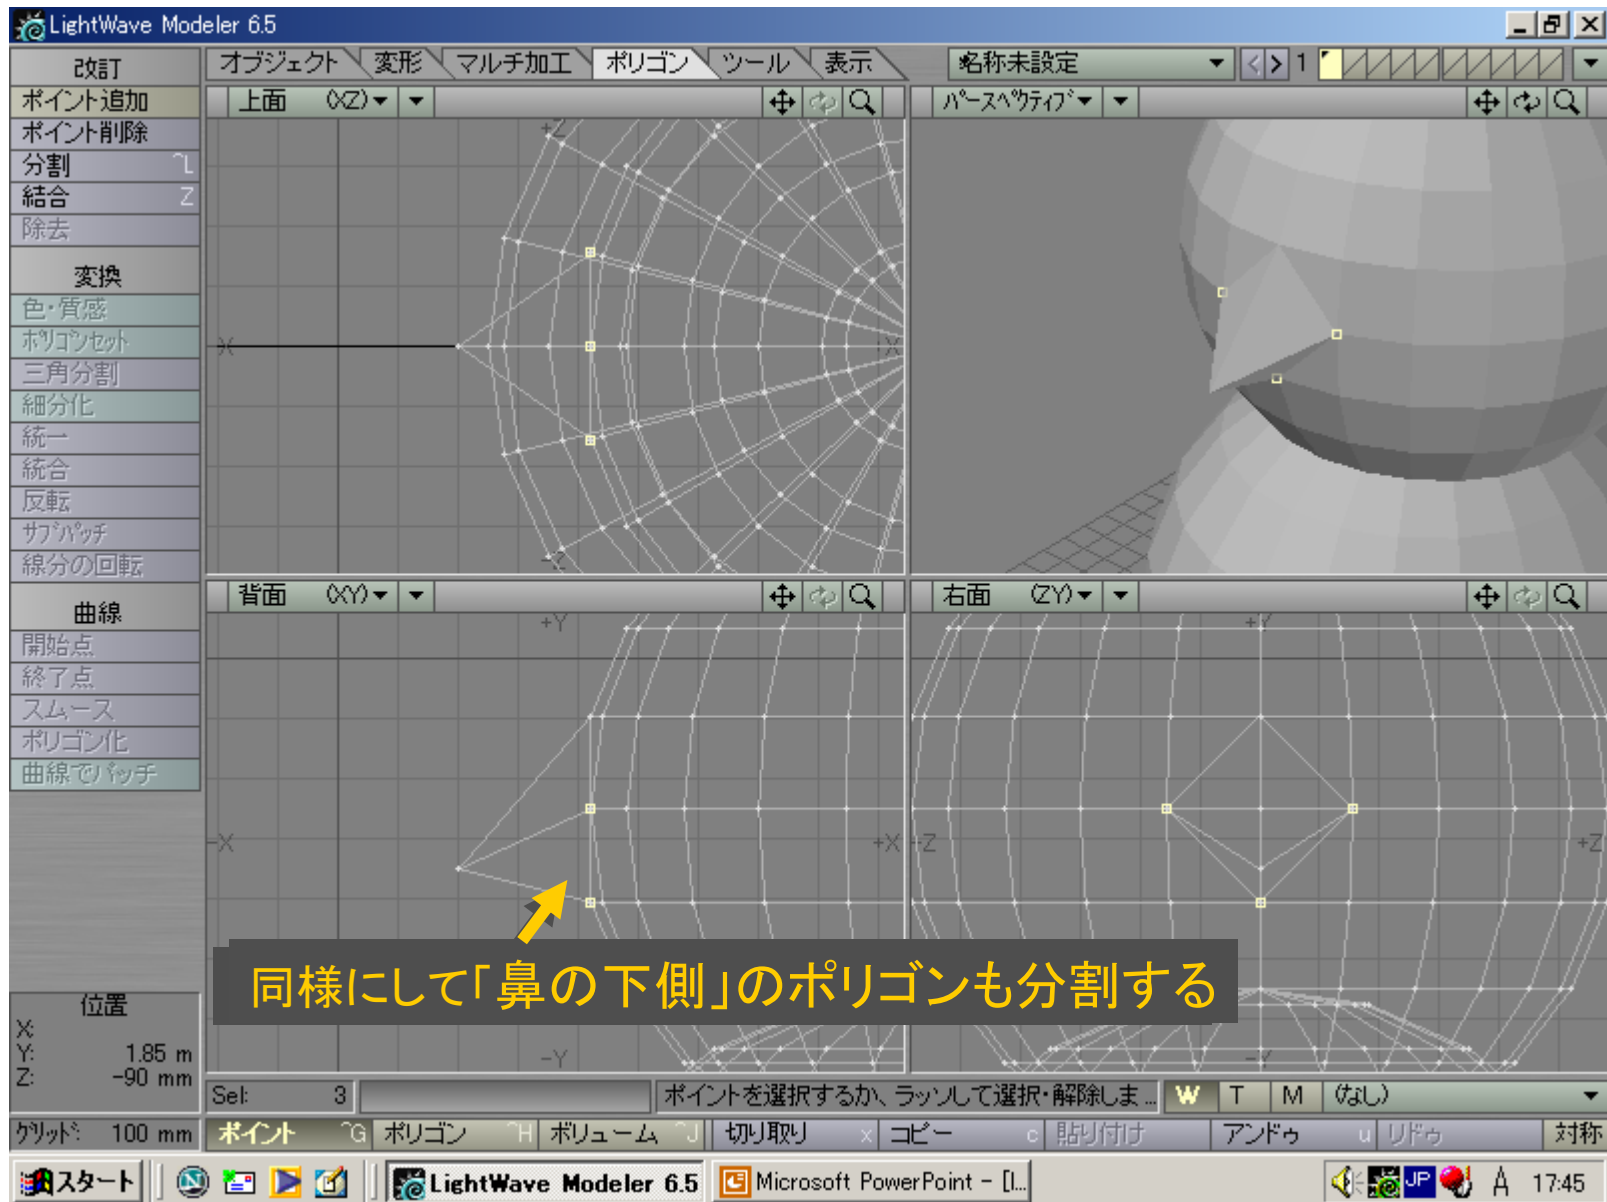 LightWave Modeler 6.5
改訂
オブジェクト 変形 マルチ加工 ポリゴン ツール 表示 名称未設定 < > 1
ポイント追加
上面 (XZ)
パースペクティブ
ポイント削除
分割 ^L
結合 Z
除去
変換
色・質感
ポリゴンセット
三角分割
細分化
統一
統合
反転
サブパッチ
線分の回転
曲線
開始点
終了点
スムース
ポリゴン化
曲線でパッチ
+Z
-X
+X
-Z
背面 (XY)
右面 (ZY)
+Y
+Y
-X
+X
-Z
+Z
同様にして「鼻の下側」のポリゴンも分割する
-Y
-Y
位置
X:
Y: 1.85 m
Z: -90 mm
Sel: 3
ポイントを選択するか、ラッソして選択・解除しま ...
W T M (なし)
グリッド: 100 mm
ポイント ^G ポリゴン ^H ボリューム ^J 切り取り x コピー c 貼り付け アンドゥ u リドゥ 対称
スタート LightWave Modeler 6.5 Microsoft PowerPoint - [l... JP A 17:45